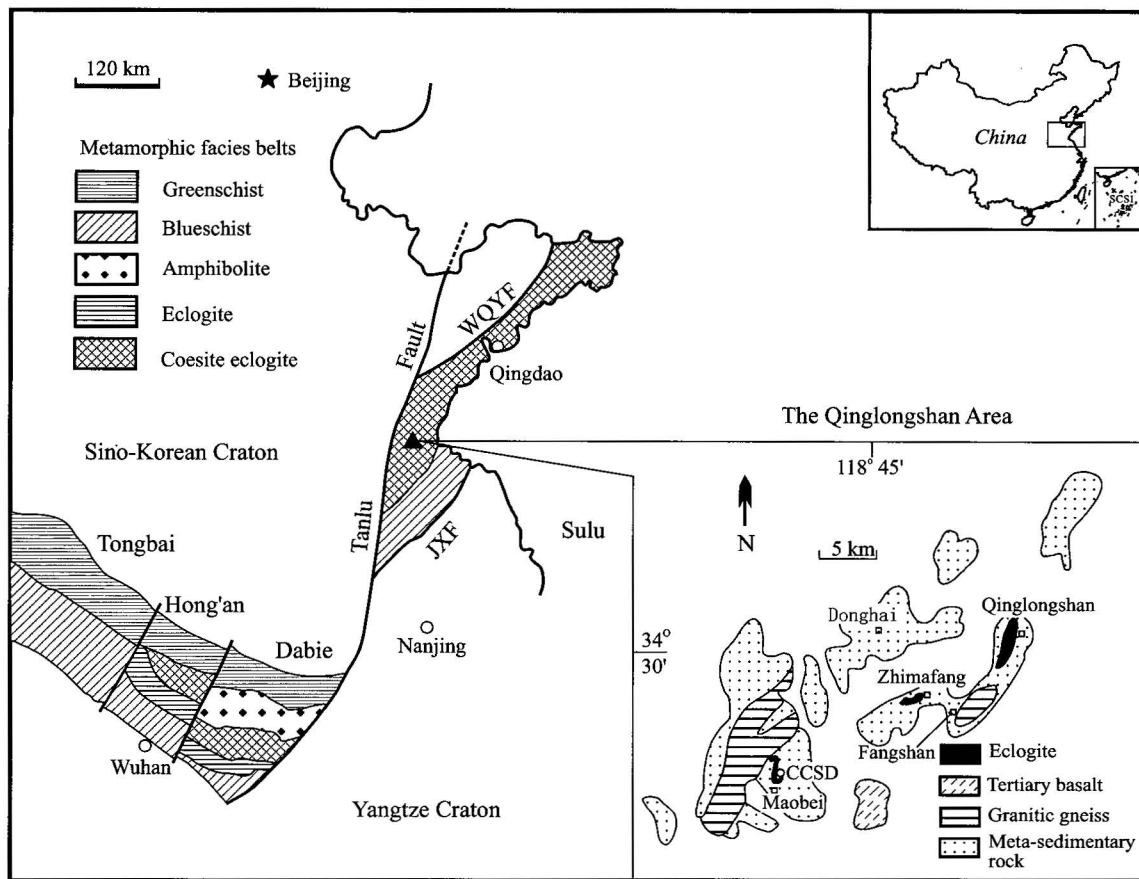 120 km
Beijing
Metamorphic facies belts
Greenschist
Blueschist
Amphibolite
Eclogite
Coesite eclogite
China
SCSI
Fault
WQYF
Qingdao
Sino-Korean Craton
Tanlu
JXF
Sulu
Tongbai
Hong'an
Dabie
Nanjing
Wuhan
Yangtze Craton
The Qinglongshan Area
118° 45'
N
5 km
34°
30'
Donghai
Qinglongshan
Zhimafang
Fangshan
CCSD
Maobei
Eclogite
Tertiary basalt
Granitic gneiss
Meta-sedimentary
rock